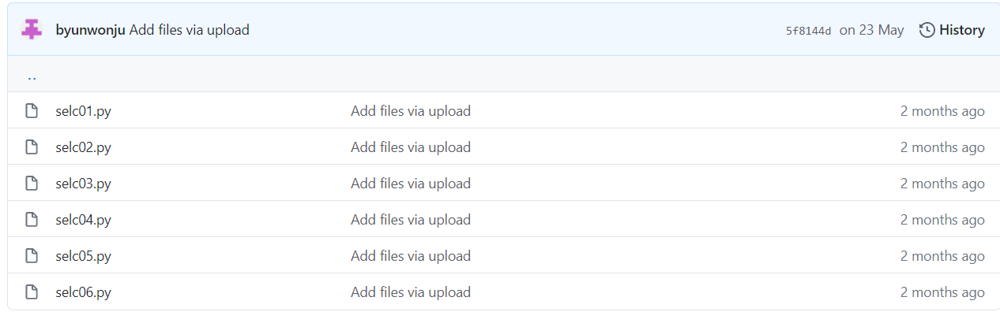 byunwonju Add files via upload 5f8144d on 23 May History
..
selc01.py Add files via upload 2 months ago
selc02.py Add files via upload 2 months ago
selc03.py Add files via upload 2 months ago
selc04.py Add files via upload 2 months ago
selc05.py Add files via upload 2 months ago
selc06.py Add files via upload 2 months ago